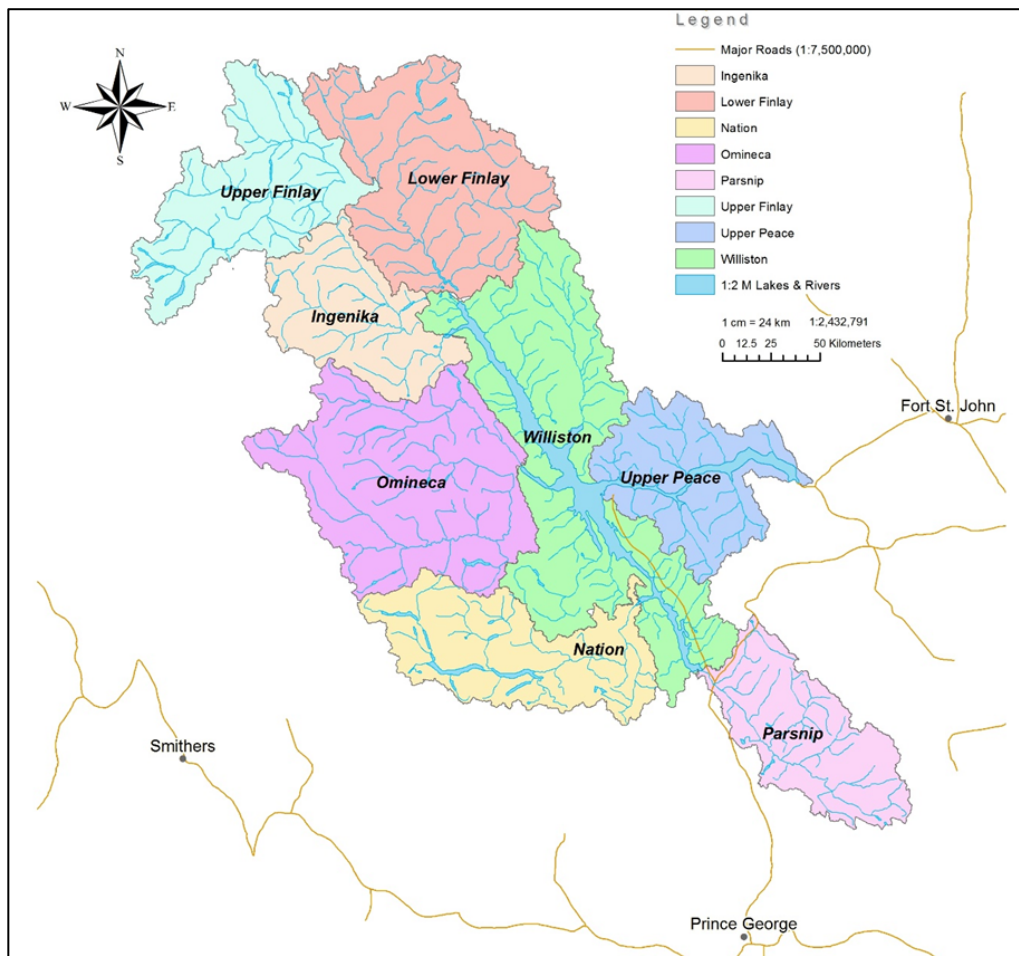 Legend
Major Roads (1:7,500,000)
Ingenika
Lower Finlay
Nation
Omineca
Parsnip
Upper Finlay
Upper Peace
Williston
1:2 M Lakes & Rivers
1 cm = 24 km 1:2,432,791
0 12.5 25 50 Kilometers
N
W E
S
Lower Finlay
Upper Finlay
Ingenika
Fort St. John
Williston
Upper Peace
Omineca
Nation
Parsnip
Smithers
Prince George